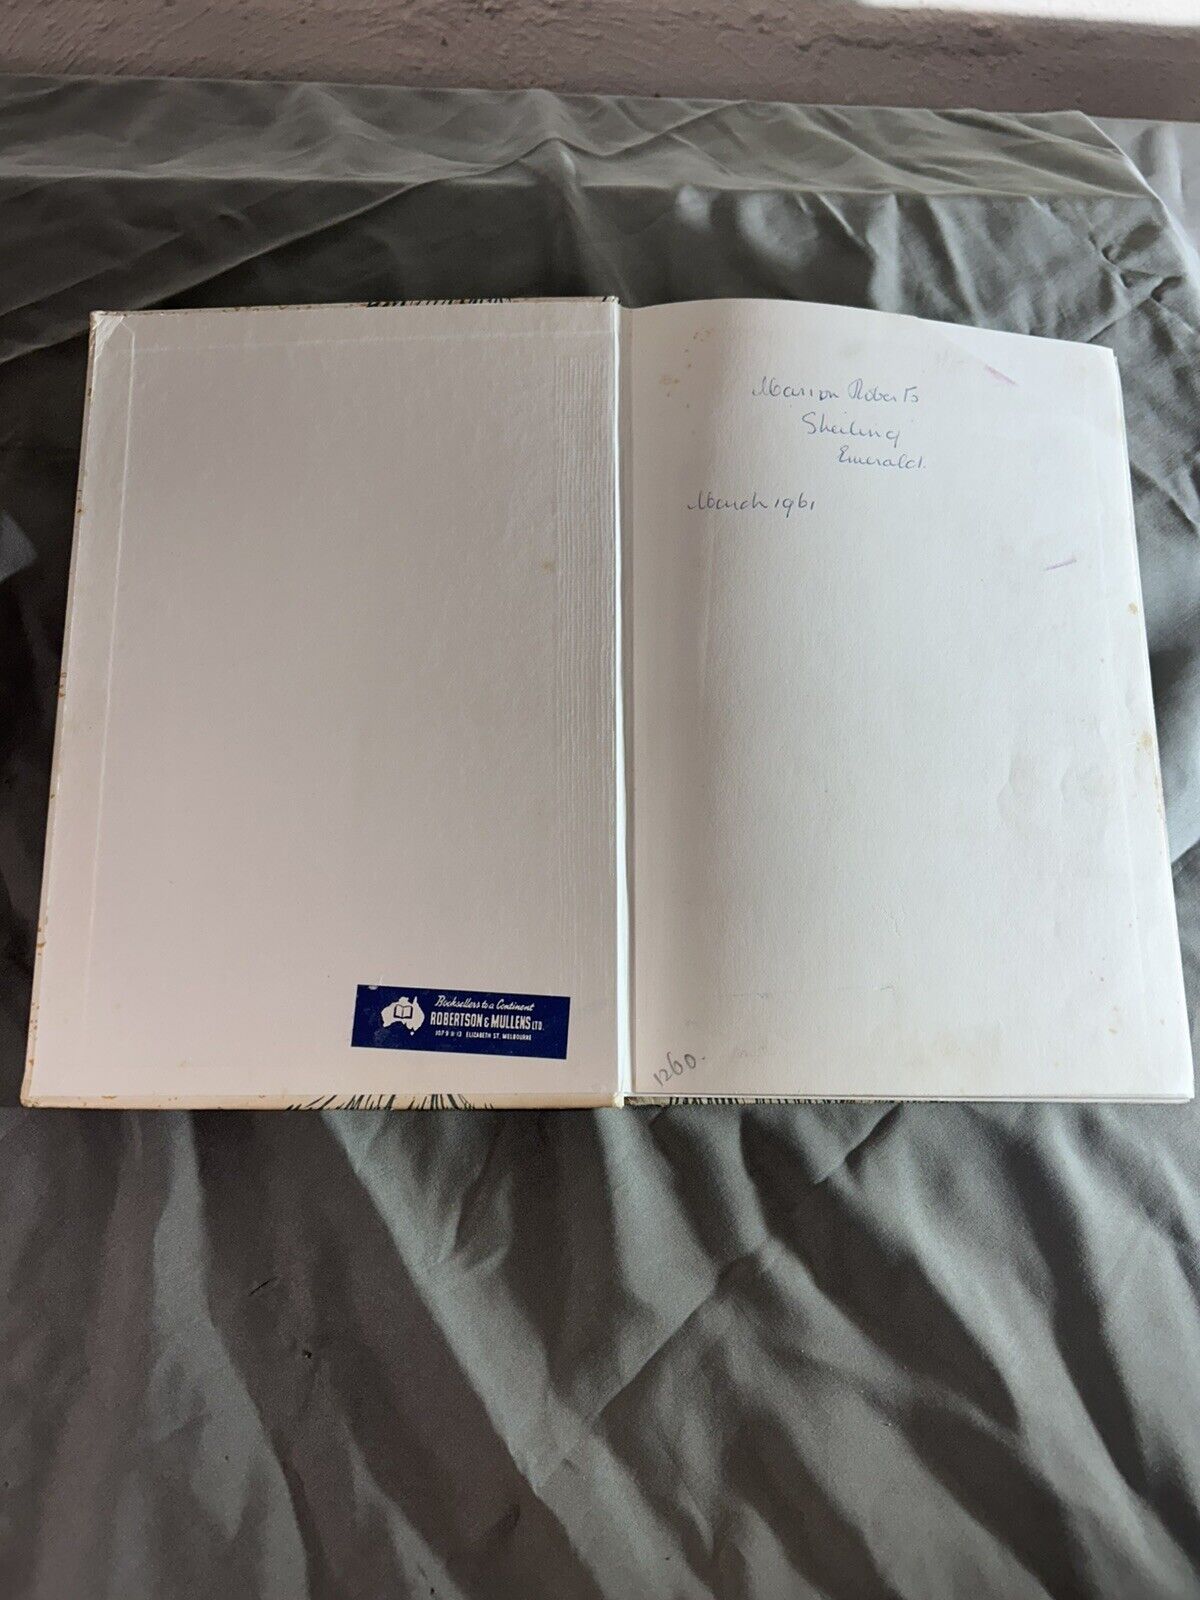 Marion Roberts
Sheiling
Emerald.
March 1961
Booksellers to a Continent
ROBERTSON & MULLENS LTD.
107 9 11 13 ELIZABETH ST. MELBOURNE
1260.